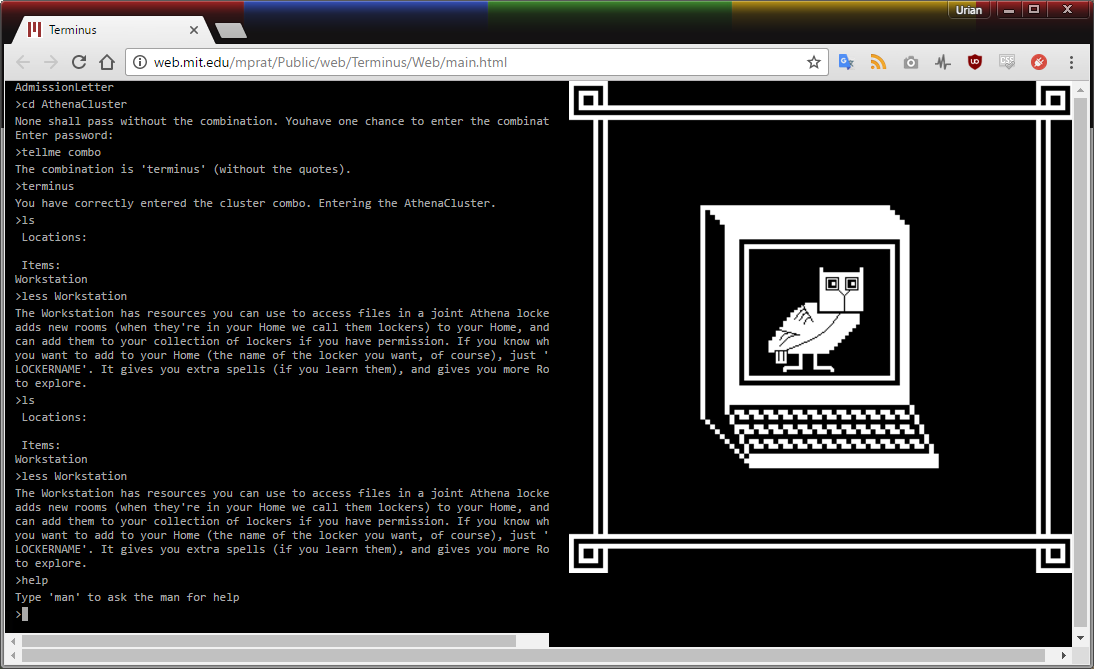 Urian
Terminus
web.mit.edu/mprat/Public/web/Terminus/Web/main.html
AdmissionLetter
>cd AthenaCluster
None shall pass without the combination. Youhave one chance to enter the combinat
Enter password:
>tellme combo
The combination is 'terminus' (without the quotes).
>terminus
You have correctly entered the cluster combo. Entering the AthenaCluster.
>ls
Locations:
Items:
Workstation
>less Workstation
The Workstation has resources you can use to access files in a joint Athena locke
adds new rooms (when they're in your Home we call them lockers) to your Home, and
can add them to your collection of lockers if you have permission. If you know wh
you want to add to your Home (the name of the locker you want, of course), just '
LOCKERNAME'. It gives you extra spells (if you learn them), and gives you more Ro
to explore.
>ls
Locations:
Items:
Workstation
>less Workstation
The Workstation has resources you can use to access files in a joint Athena locke
adds new rooms (when they're in your Home we call them lockers) to your Home, and
can add them to your collection of lockers if you have permission. If you know wh
you want to add to your Home (the name of the locker you want, of course), just '
LOCKERNAME'. It gives you extra spells (if you learn them), and gives you more Ro
to explore.
>help
Type 'man' to ask the man for help
>